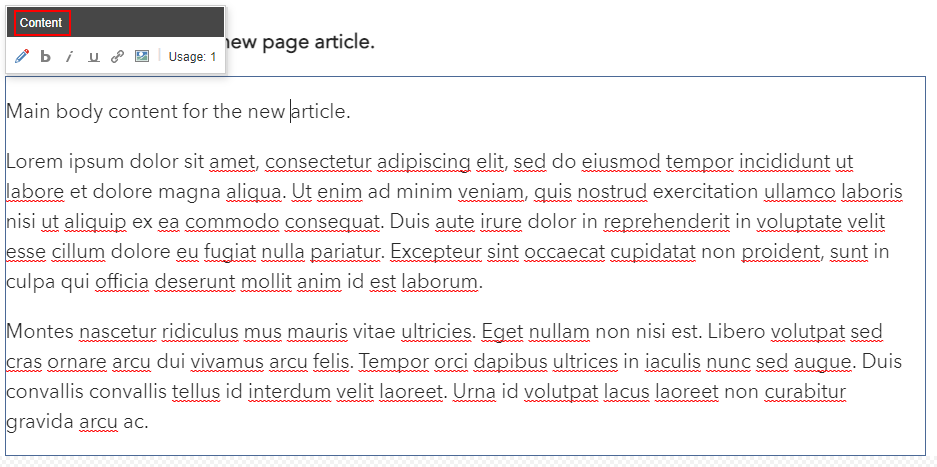 Content
new page article.
b i u Usage: 1
Main body content for the new article.
Lorem ipsum dolor sit amet, consectetur adipiscing elit, sed do eiusmod tempor incididunt ut
labore et dolore magna aliqua. Ut enim ad minim veniam, quis nostrud exercitation ullamco laboris
nisi ut aliquip ex ea commodo consequat. Duis aute irure dolor in reprehenderit in voluptate velit
esse cillum dolore eu fugiat nulla pariatur. Excepteur sint occaecat cupidatat non proident, sunt in
culpa qui officia deserunt mollit anim id est laborum.
Montes nascetur ridiculus mus mauris vitae ultricies. Eget nullam non nisi est. Libero volutpat sed
cras ornare arcu dui vivamus arcu felis. Tempor orci dapibus ultrices in iaculis nunc sed augue. Duis
convallis convallis tellus id interdum velit laoreet. Urna id volutpat lacus laoreet non curabitur
gravida arcu ac.